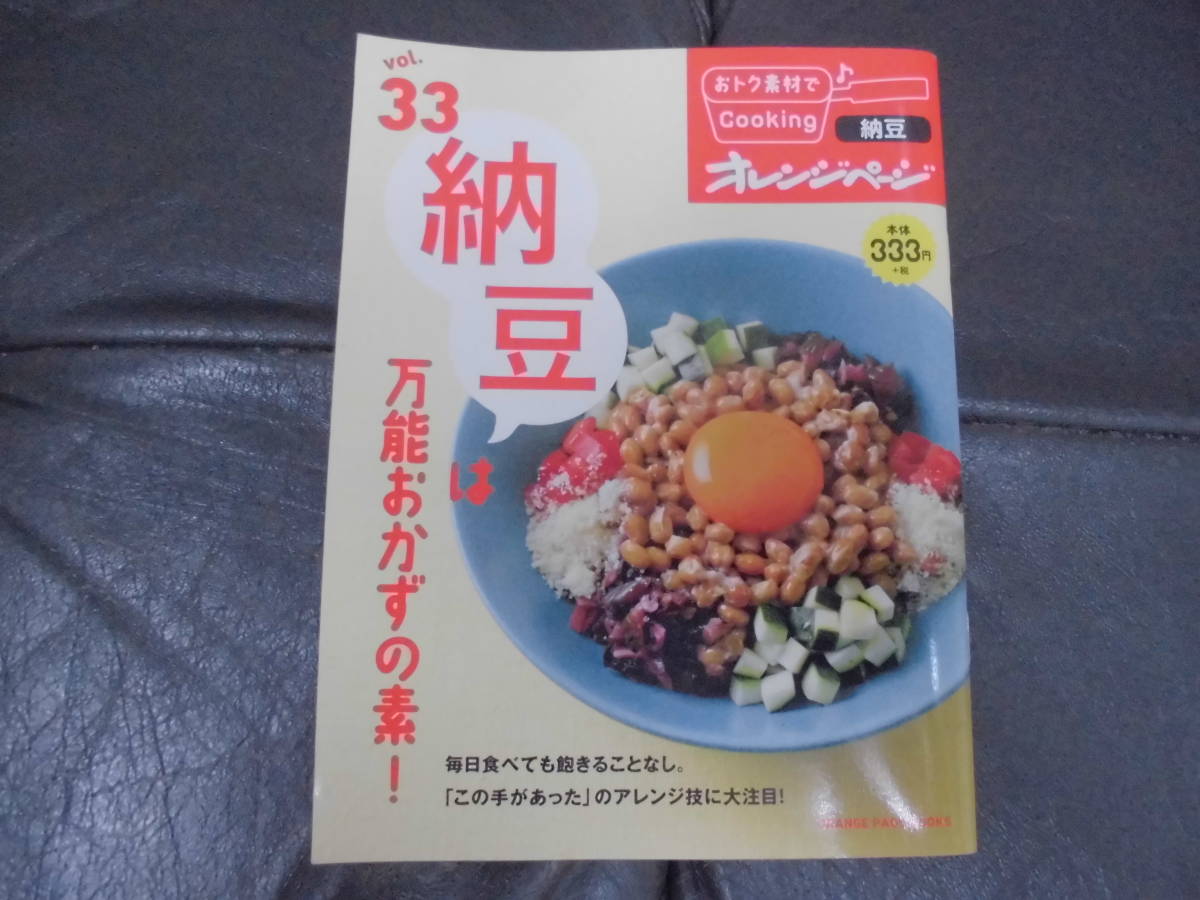 vol.
33
納豆は
万能おかずの素！
おトク素材で
Cooking
納豆
オレンジページ
本体
333円
+税
毎日食べても飽きることなし。
「この手があった」のアレンジ技に大注目！
ORANGE PAGE BOOKS